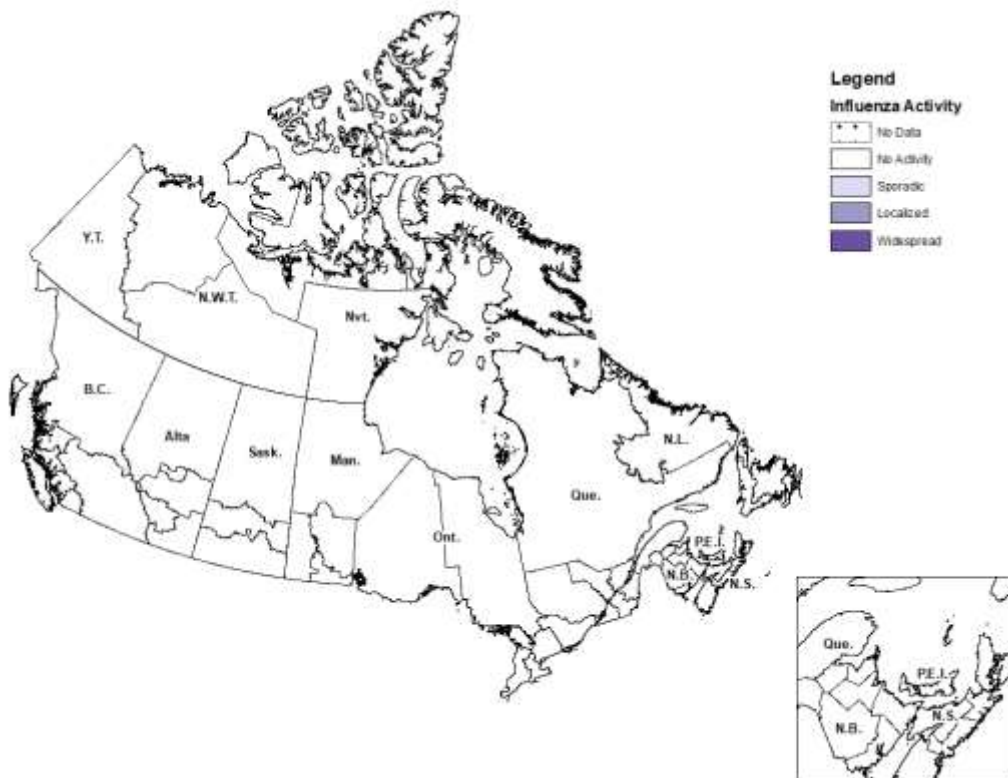 Legend
Influenza Activity
No Data
No Activity
Sporadic
Localized
Widespread
Y.T.
N.W.T.
Nvt.
B.C.
Alta
Sask.
Man.
Ont.
Que.
N.L.
P.E.I.
N.B.
N.S.
Que.
P.E.I.
N.S.
N.B.